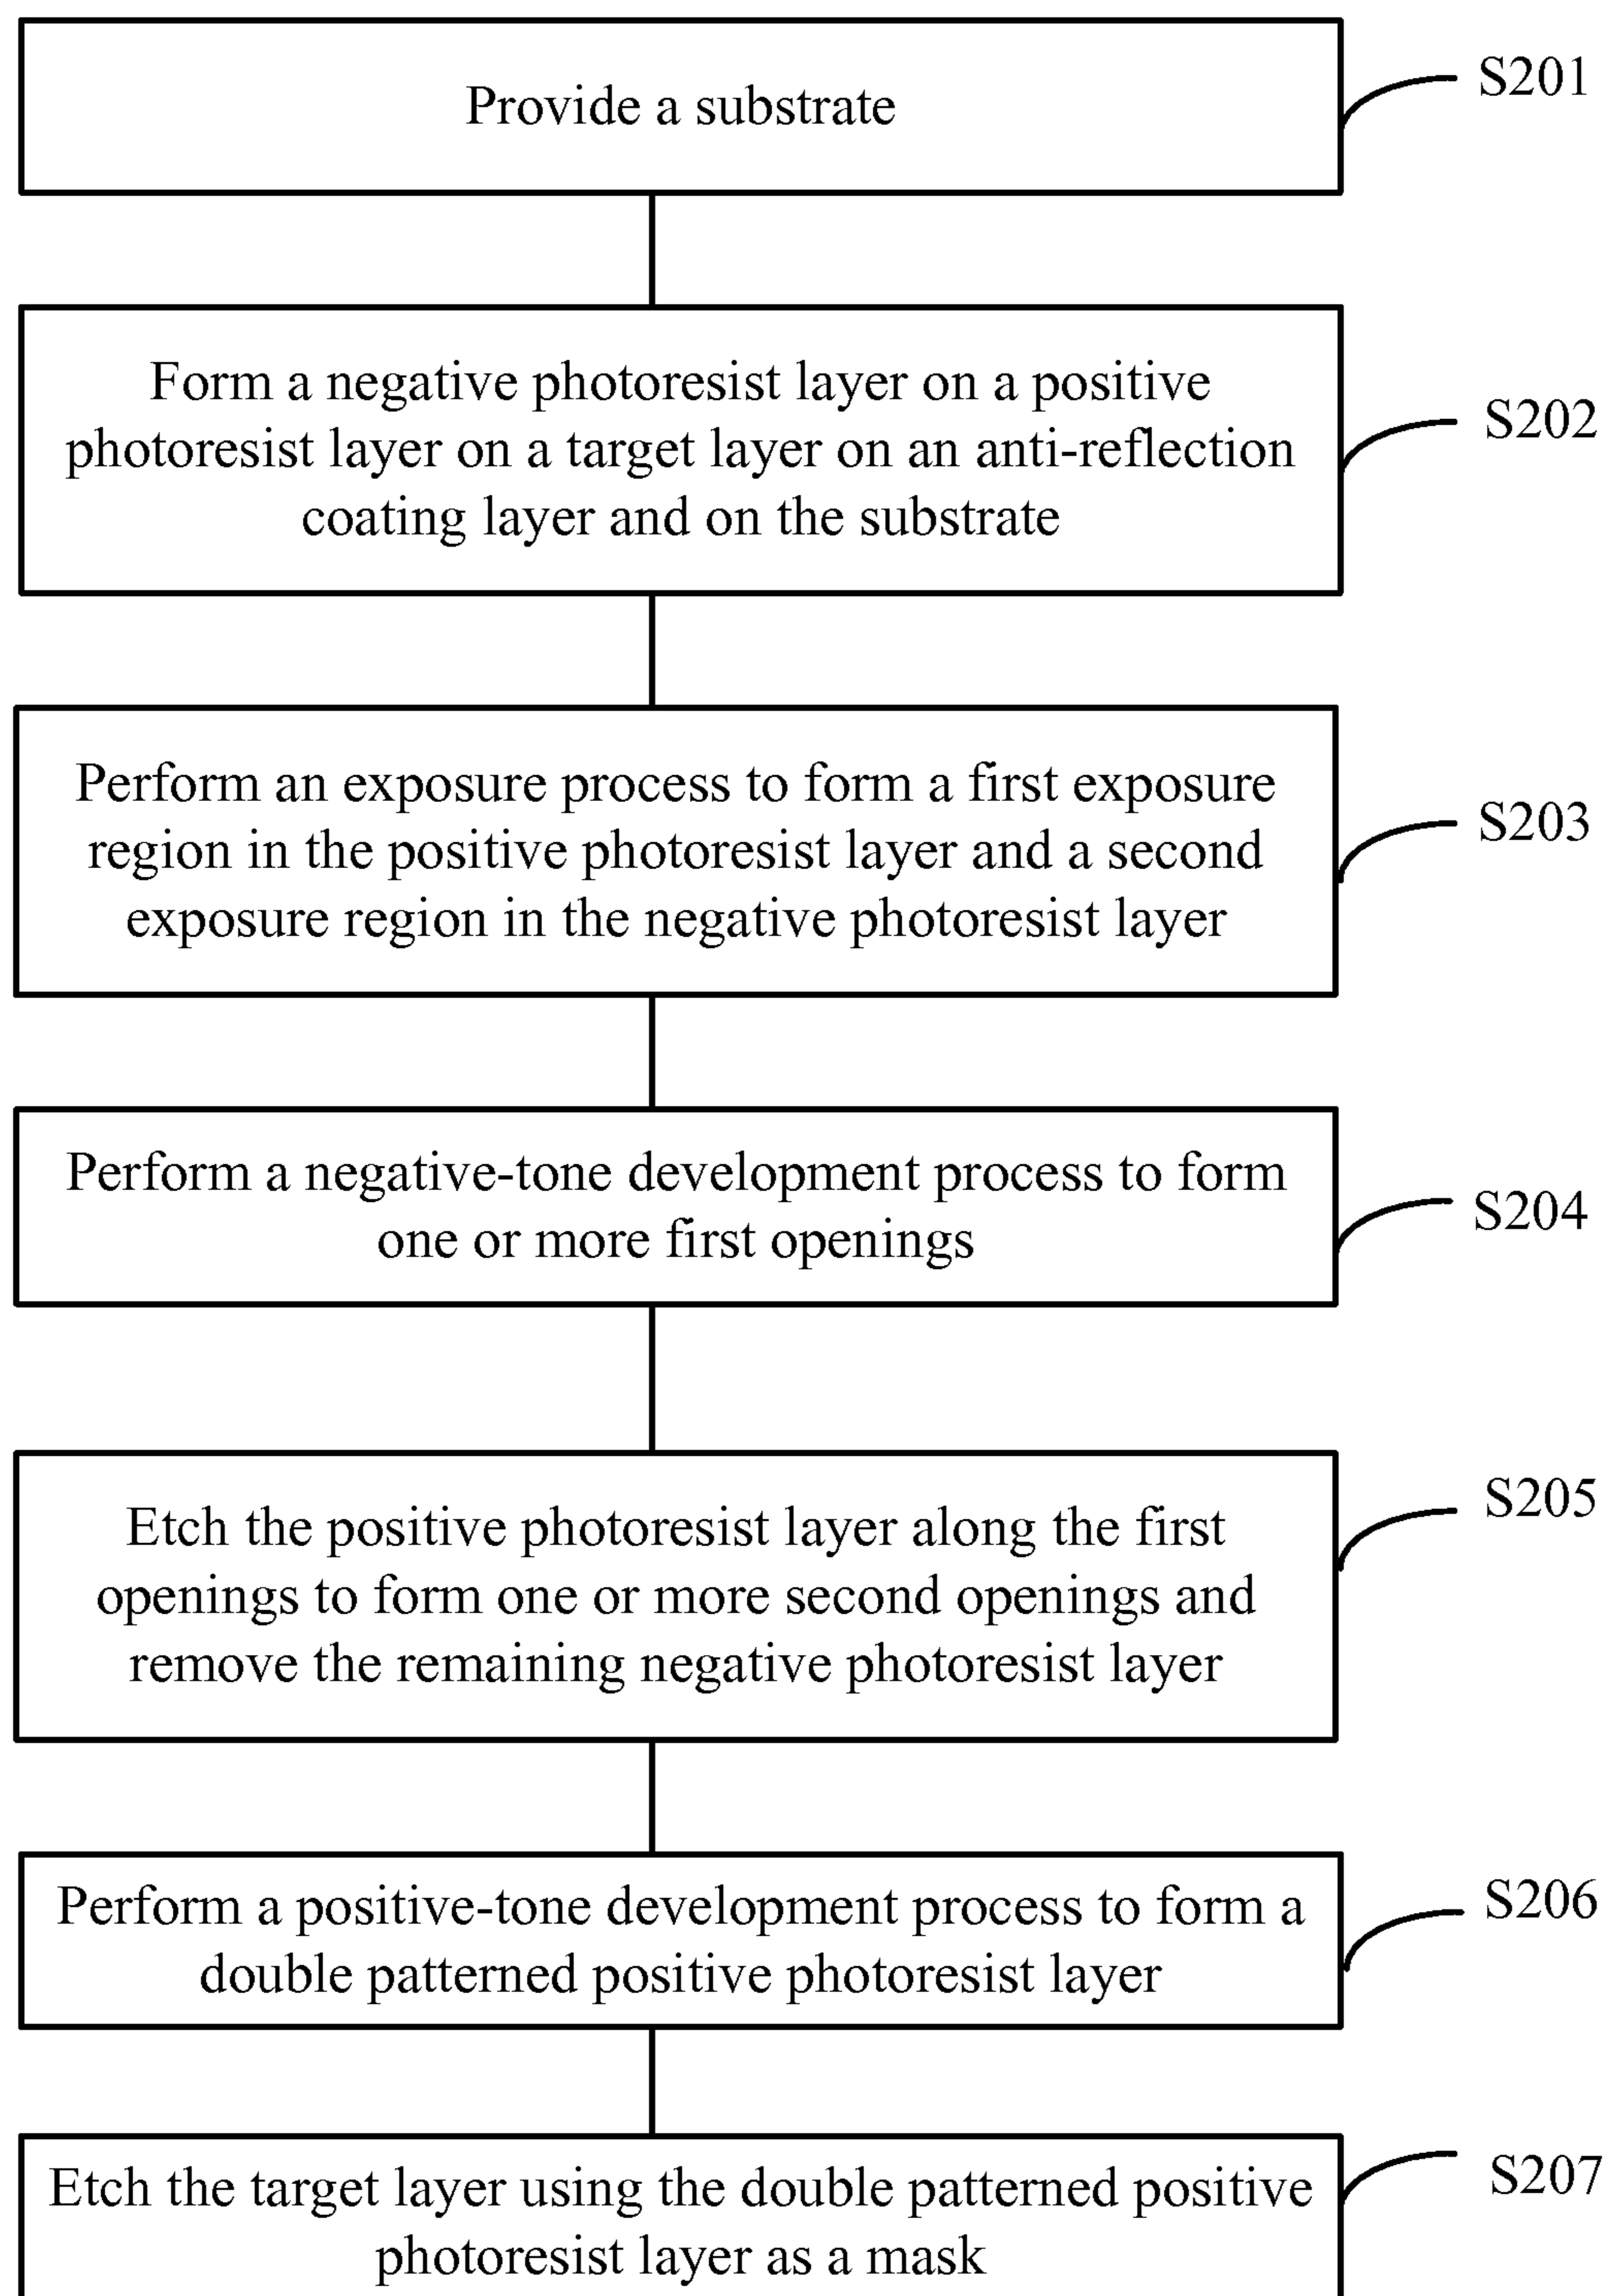 Provide a substrate
S201
Form a negative photoresist layer on a positive
photoresist layer on a target layer on an anti-reflection
coating layer and on the substrate
S202
Perform an exposure process to form a first exposure
region in the positive photoresist layer and a second
exposure region in the negative photoresist layer
S203
Perform a negative-tone development process to form
one or more first openings
S204
Etch the positive photoresist layer along the first
openings to form one or more second openings and
remove the remaining negative photoresist layer
S205
Perform a positive-tone development process to form a
double patterned positive photoresist layer
S206
Etch the target layer using the double patterned positive
photoresist layer as a mask
S207